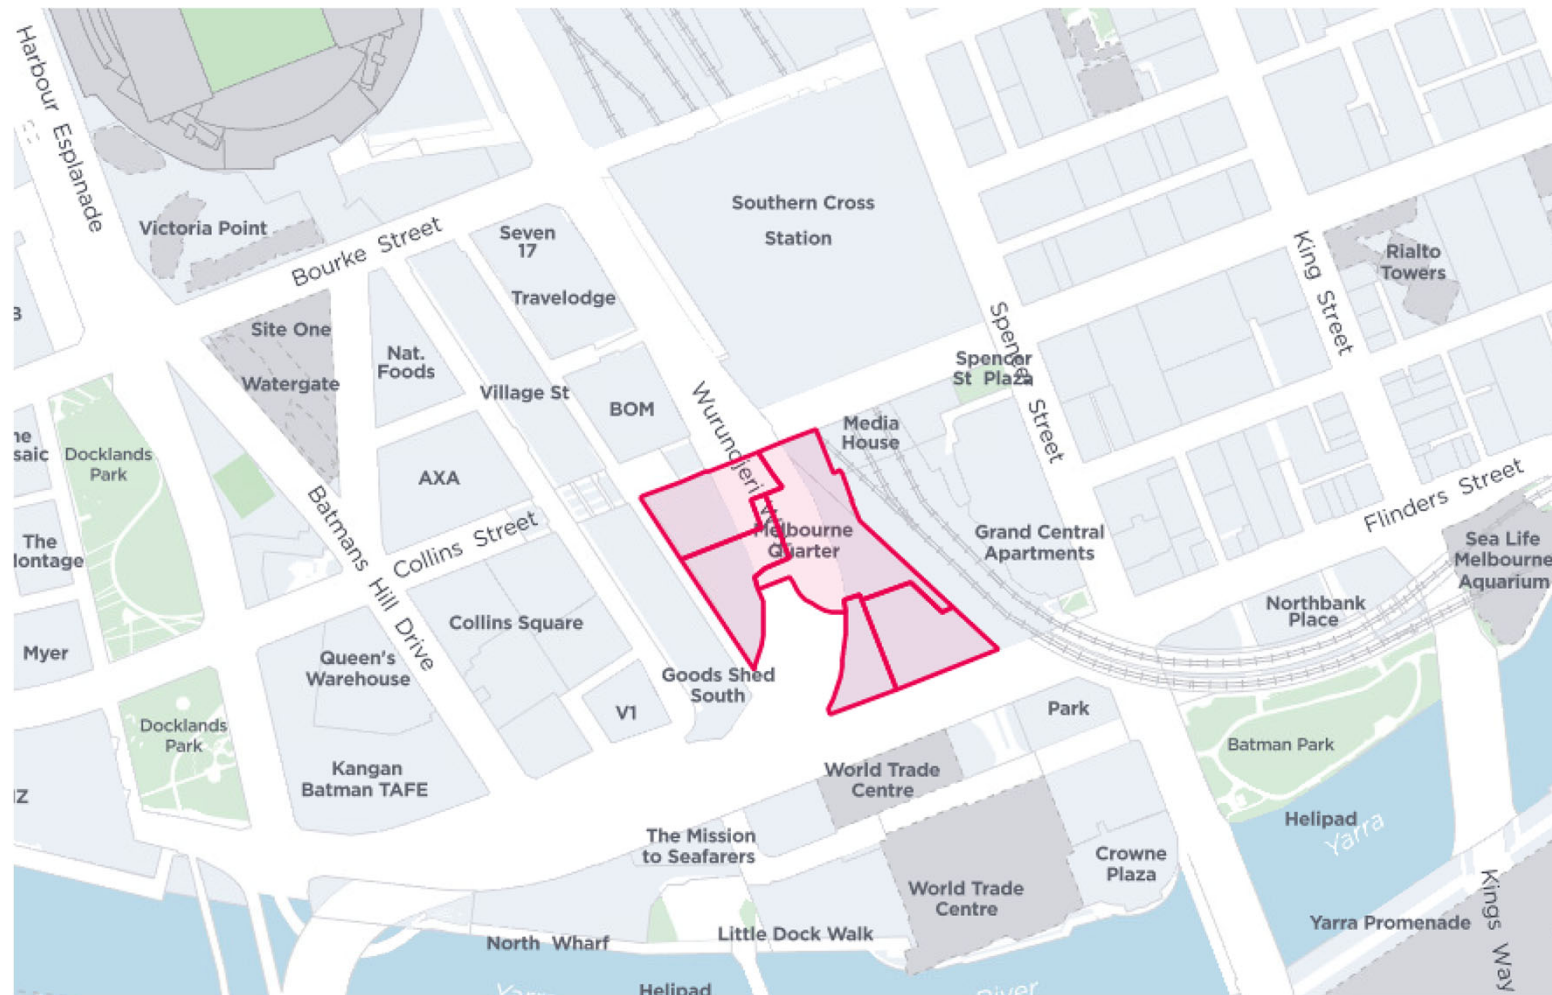 Harbour Esplanade
Victoria Point
Bourke Street
Seven
17
Travelodge
Southern Cross
Station
King Street
Rialto
Towers
Spencer Street
Spencer
St Plaza
Site One
Watergate
Nat.
Foods
Village St
BOM
Wurundjeri
Media
House
Docklands
Park
AXA
Batmans Hill Drive
Collins Street
Melbourne
Quarter
Grand Central
Apartments
Flinders Street
Sea Life
Melbourne
Aquarium
The
Northbank
Place
Myer
Queen's
Warehouse
Collins Square
Goods Shed
South
V1
Park
Docklands
Park
Batman Park
Kangan
Batman TAFE
World Trade
Centre
Helipad
Yarra
The Mission
to Seafarers
Crowne
Plaza
World Trade
Centre
Kings Way
Yarra Promenade
Little Dock Walk
North Wharf
Helipad
River